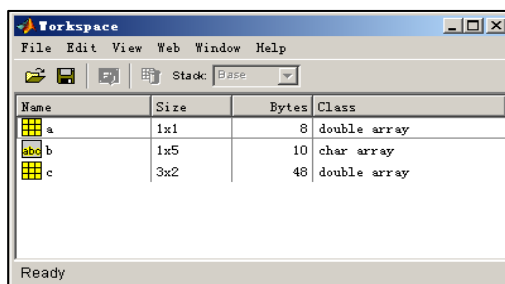 Workspace
File Edit View Web Window Help
Stack: Base
Name Size Bytes Class
a 1x1 8 double array
abc b 1x5 10 char array
c 3x2 48 double array
Ready